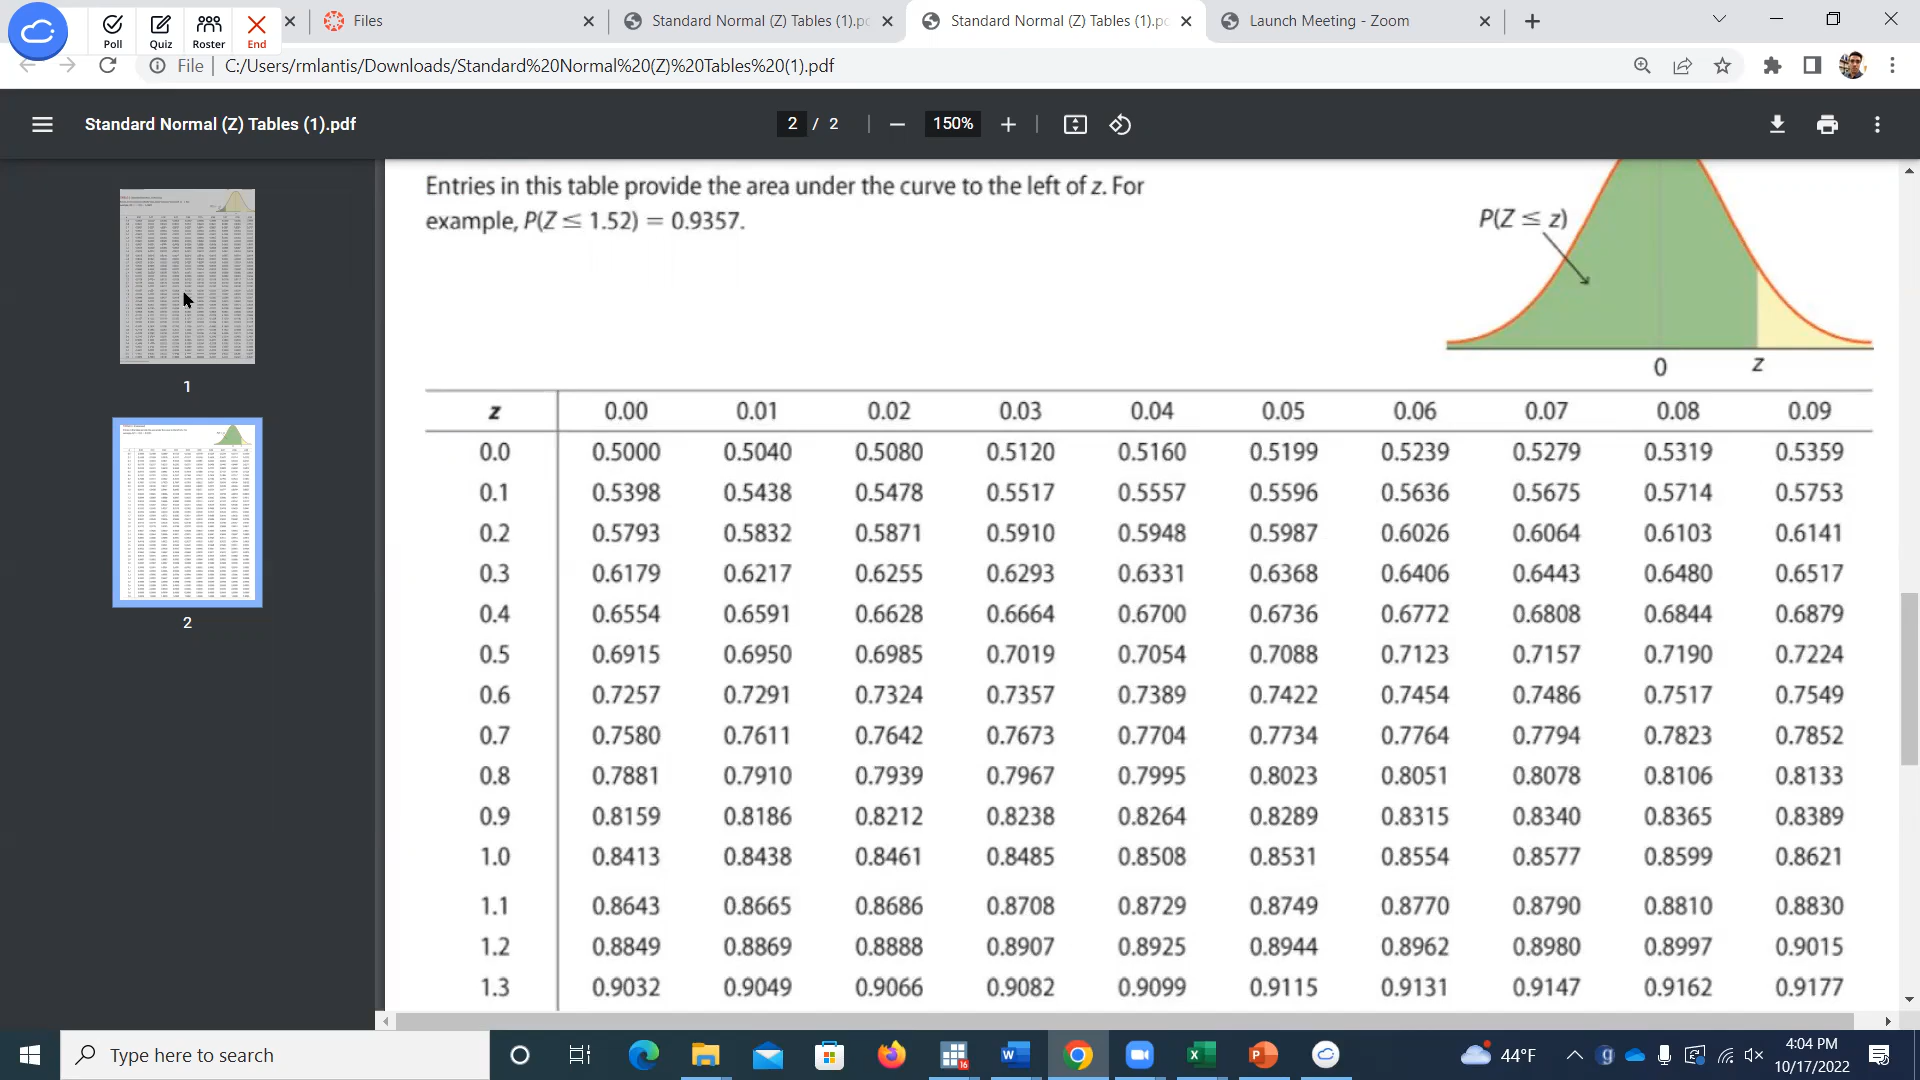 Poll Quiz Roster End
Files
Standard Normal (Z) Tables (1).p
Standard Normal (Z) Tables (1).p
Launch Meeting - Zoom
File C:/Users/rmlantis/Downloads/Standard%20Normal%20(Z)%20Tables%20(1).pdf
Standard Normal (Z) Tables (1).pdf
2 / 2
150%
1
2
Entries in this table provide the area under the curve to the left of z. For
example, P(Z ≤ 1.52) = 0.9357.
P(Z ≤ z)
0 z
z 0.00 0.01 0.02 0.03 0.04 0.05 0.06 0.07 0.08 0.09
0.0 0.5000 0.5040 0.5080 0.5120 0.5160 0.5199 0.5239 0.5279 0.5319 0.5359
0.1 0.5398 0.5438 0.5478 0.5517 0.5557 0.5596 0.5636 0.5675 0.5714 0.5753
0.2 0.5793 0.5832 0.5871 0.5910 0.5948 0.5987 0.6026 0.6064 0.6103 0.6141
0.3 0.6179 0.6217 0.6255 0.6293 0.6331 0.6368 0.6406 0.6443 0.6480 0.6517
0.4 0.6554 0.6591 0.6628 0.6664 0.6700 0.6736 0.6772 0.6808 0.6844 0.6879
0.5 0.6915 0.6950 0.6985 0.7019 0.7054 0.7088 0.7123 0.7157 0.7190 0.7224
0.6 0.7257 0.7291 0.7324 0.7357 0.7389 0.7422 0.7454 0.7486 0.7517 0.7549
0.7 0.7580 0.7611 0.7642 0.7673 0.7704 0.7734 0.7764 0.7794 0.7823 0.7852
0.8 0.7881 0.7910 0.7939 0.7967 0.7995 0.8023 0.8051 0.8078 0.8106 0.8133
0.9 0.8159 0.8186 0.8212 0.8238 0.8264 0.8289 0.8315 0.8340 0.8365 0.8389
1.0 0.8413 0.8438 0.8461 0.8485 0.8508 0.8531 0.8554 0.8577 0.8599 0.8621
1.1 0.8643 0.8665 0.8686 0.8708 0.8729 0.8749 0.8770 0.8790 0.8810 0.8830
1.2 0.8849 0.8869 0.8888 0.8907 0.8925 0.8944 0.8962 0.8980 0.8997 0.9015
1.3 0.9032 0.9049 0.9066 0.9082 0.9099 0.9115 0.9131 0.9147 0.9162 0.9177
Type here to search
44°F
4:04 PM
10/17/2022